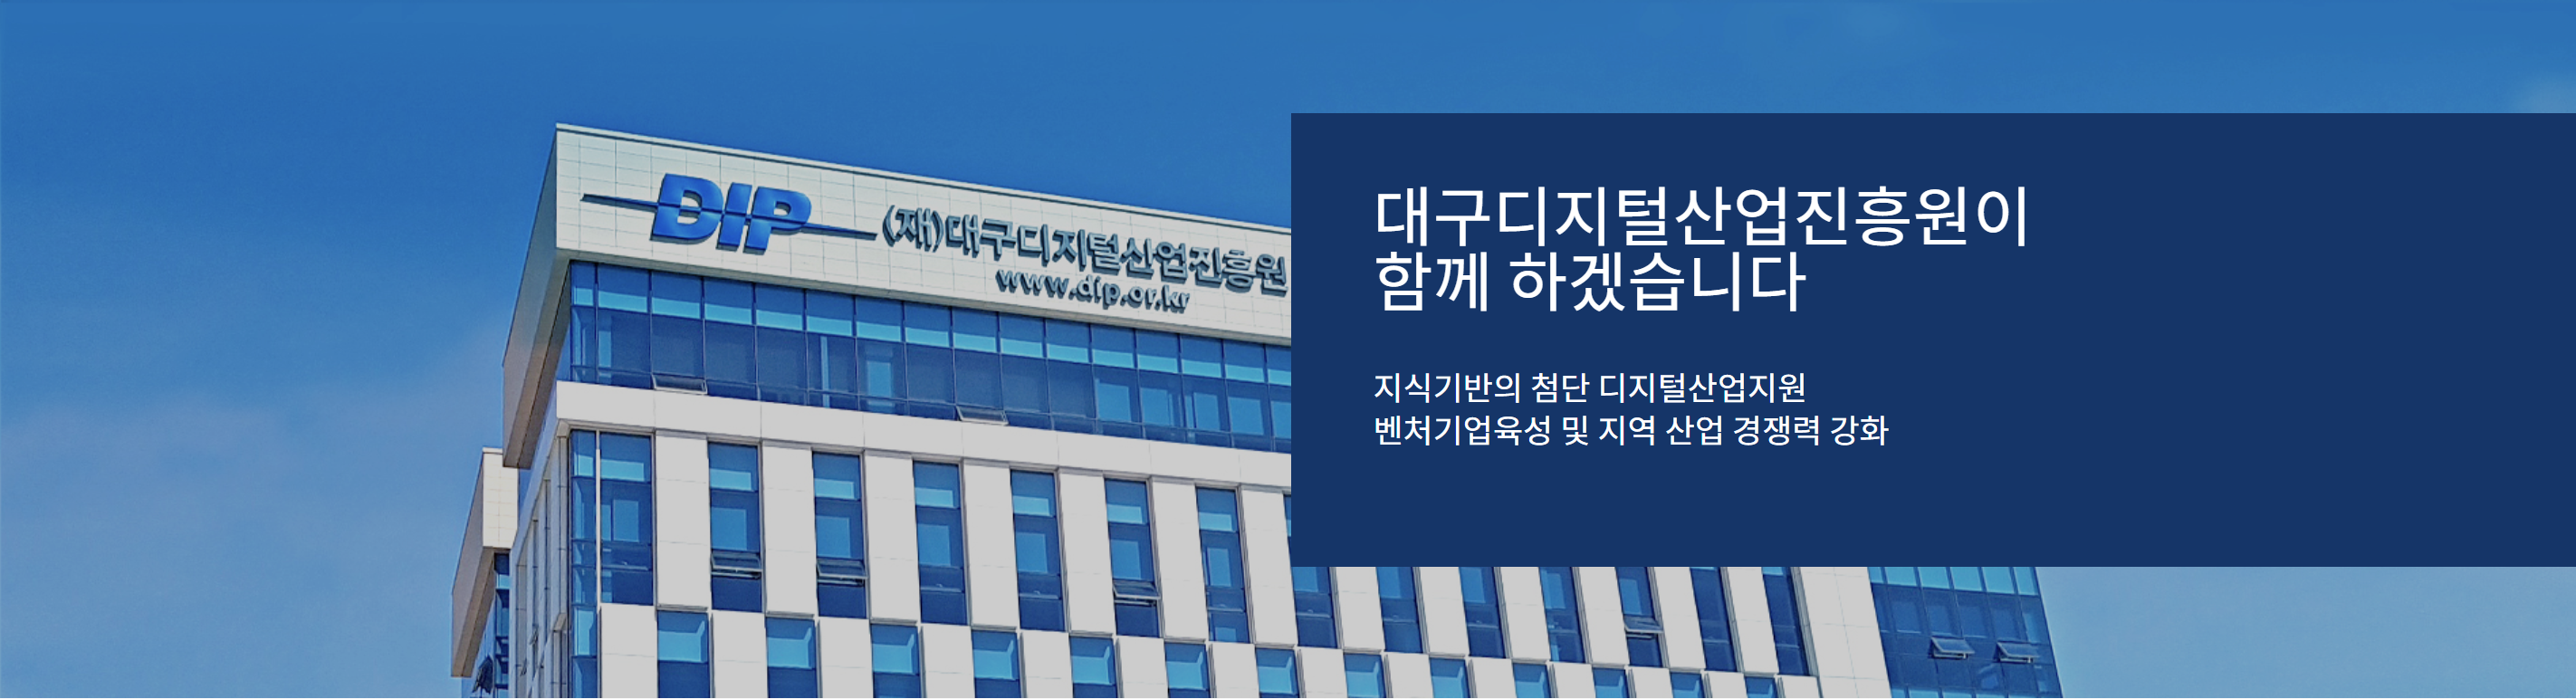 DIP (재)대구디지털산업진흥원
www.dip.or.kr
대구디지털산업진흥원이
함께 하겠습니다
지식기반의 첨단 디지털산업지원
벤처기업육성 및 지역 산업 경쟁력 강화